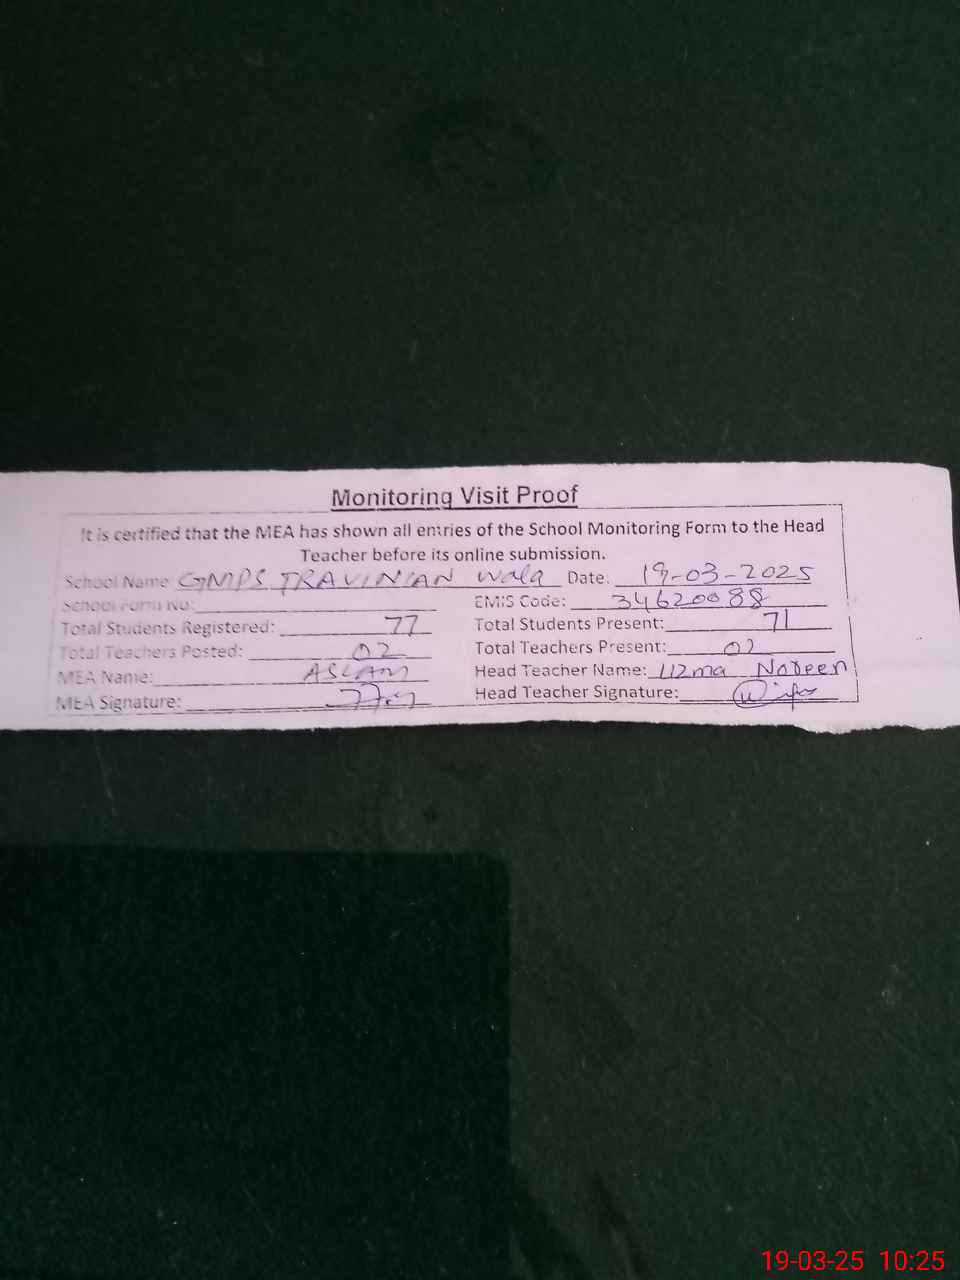 Monitoring Visit Proof
It is certified that the MEA has shown all entries of the School Monitoring Form to the Head
Teacher before its online submission.
School Name GMPS TRAVINIAN Wala Date: 19-03-2025
School Form No: EMIS Code: 34620088
Total Students Registered: 77 Total Students Present: 71
Total Teachers Posted: 02 Total Teachers Present: 02
MEA Name: ASLAM Head Teacher Name: Uzma Noreen
MEA Signature: Head Teacher Signature:
19-03-25 10:25